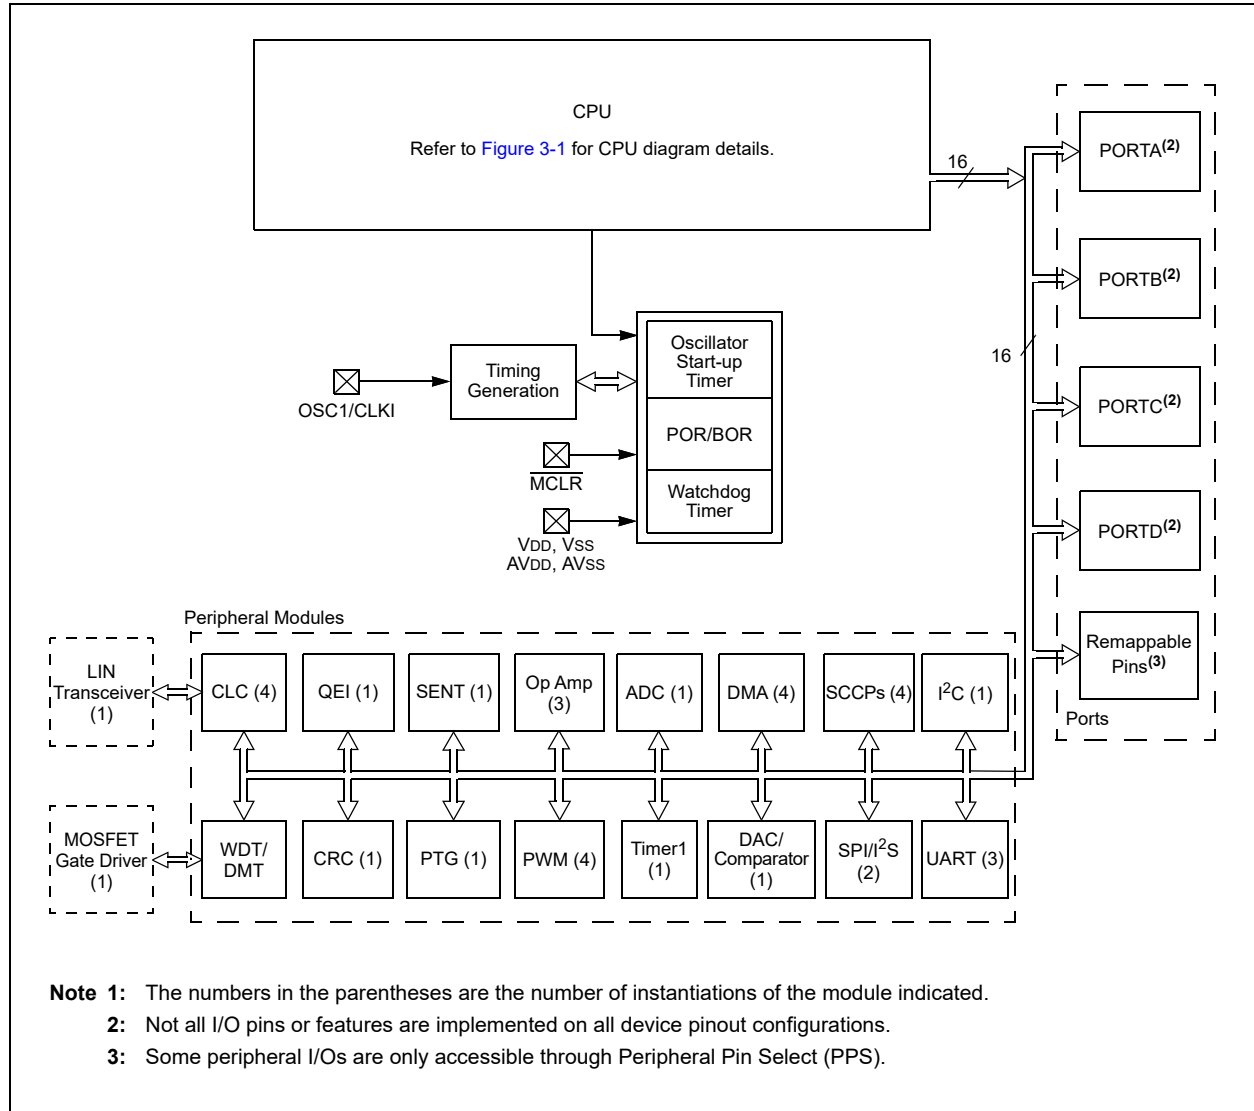 CPU
Refer to Figure 3-1 for CPU diagram details.
16
PORTA(2)
PORTB(2)
16
PORTC(2)
PORTD(2)
Remappable
Pins(3)
Ports
Oscillator
Start-up
Timer
POR/BOR
Watchdog
Timer
Timing
Generation
OSC1/CLKI
MCLR
VDD, VSS
AVDD, AVSS
Peripheral Modules
LIN
Transceiver
(1)
CLC (4)
QEI (1)
SENT (1)
Op Amp
(3)
ADC (1)
DMA (4)
SCCPs (4)
I2C (1)
MOSFET
Gate Driver
(1)
WDT/
DMT
CRC (1)
PTG (1)
PWM (4)
Timer1
(1)
DAC/
Comparator
(1)
SPI/I2S
(2)
UART (3)
Note 1: The numbers in the parentheses are the number of instantiations of the module indicated.
2: Not all I/O pins or features are implemented on all device pinout configurations.
3: Some peripheral I/Os are only accessible through Peripheral Pin Select (PPS).